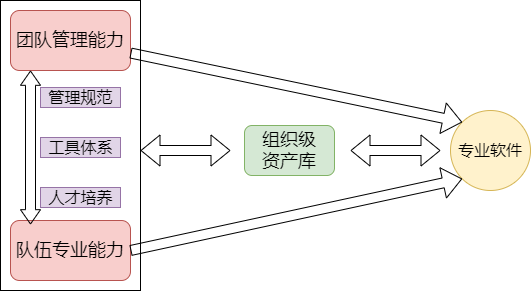 团队管理能力
管理规范
工具体系
人才培养
队伍专业能力
组织级
资产库
专业软件